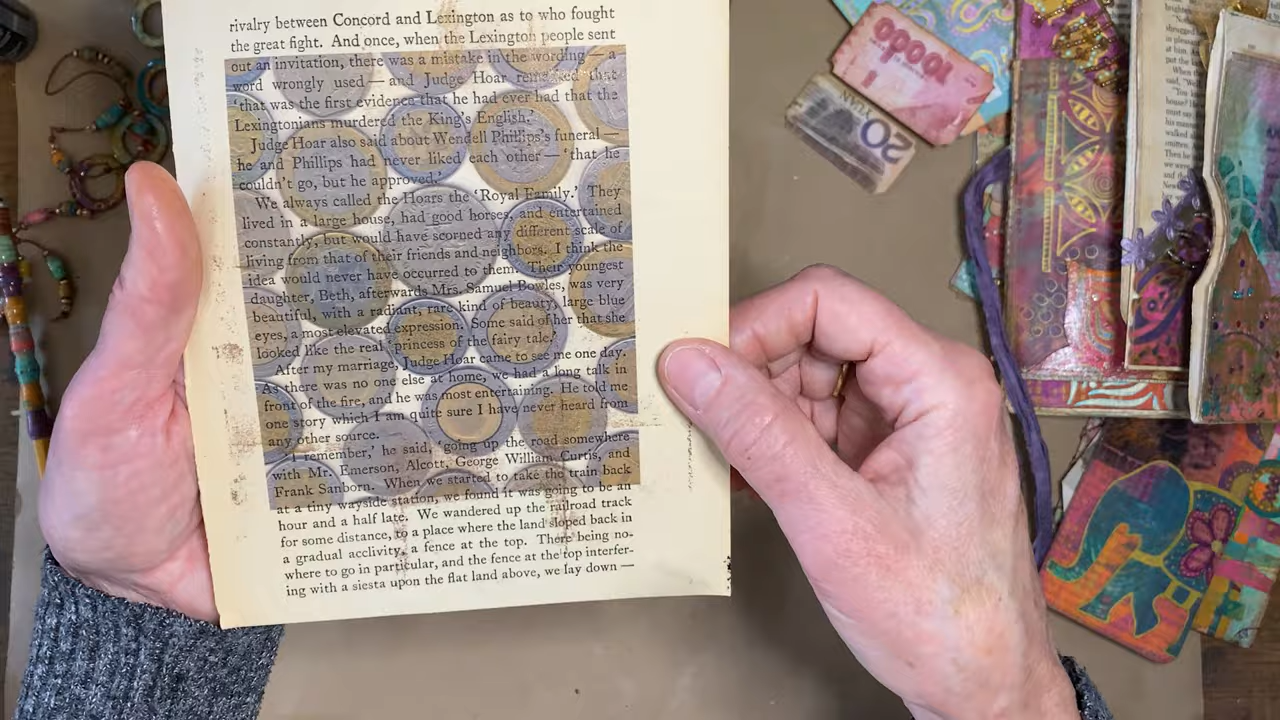 rivalry between Concord and Lexington as to who fought
the great fight. And once, when the Lexington people sent
out an invitation, there was a mistake in the wording — a
word wrongly used — and Judge Hoar remarked that
'that was the first evidence that he had ever had that the
Lexingtonians murdered the King's English.'
Judge Hoar also said about Wendell Phillips's funeral —
he and Phillips had never liked each other — 'that he
couldn't go, but he approved.'
We always called the Hoars the 'Royal Family.' They
lived in a large house, had good horses, and entertained
constantly, but would have scorned any different scale of
living from that of their friends and neighbors. I think the
idea would never have occurred to them. Their youngest
daughter, Beth, afterwards Mrs. Samuel Bowles, was very
beautiful, with a radiant, rare kind of beauty, large blue
eyes, a most elevated expression. Some said of her that she
looked like the real 'princess of the fairy tale.'
After my marriage, Judge Hoar came to see me one day.
As there was no one else at home, we had a long talk in
front of the fire, and he was most entertaining. He told me
one story which I am quite sure I have never heard from
any other source.
'I remember,' he said, 'going up the road somewhere
with Mr. Emerson, Alcott, George William Curtis, and
Frank Sanborn. When we started to take the train back
at a tiny wayside station, we found it was going to be an
hour and a half late. We wandered up the railroad track
for some distance, to a place where the land sloped back in
a gradual acclivity, a fence at the top. There being no-
where to go in particular, and the fence at the top interfer-
ing with a siesta upon the flat land above, we lay down —
100000
20
YUAN